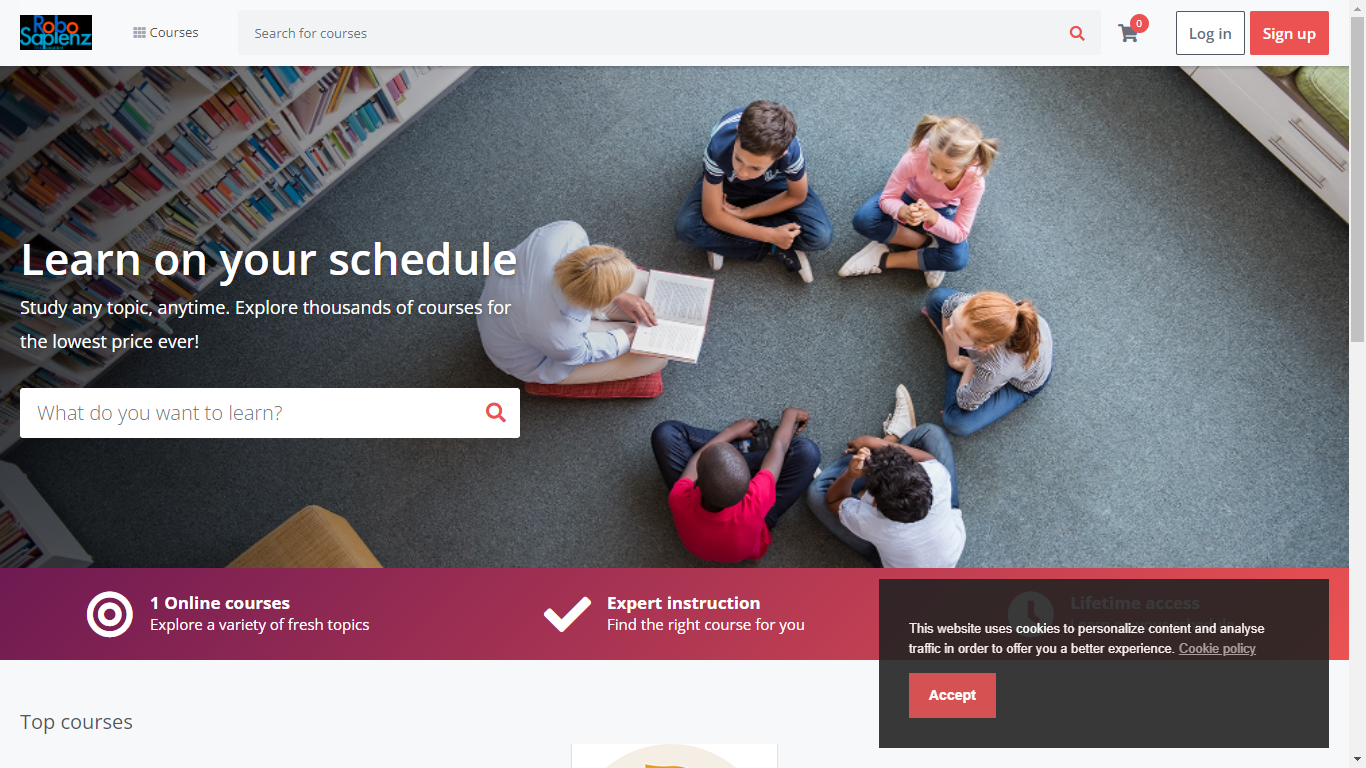 Robo
Sapienz
Courses
Search for courses
0
Log in
Sign up
Learn on your schedule
Study any topic, anytime. Explore thousands of courses for
the lowest price ever!
What do you want to learn?
1 Online courses
Explore a variety of fresh topics
Expert instruction
Find the right course for you
Lifetime access
This website uses cookies to personalize content and analyse
traffic in order to offer you a better experience. Cookie policy
Accept
Top courses